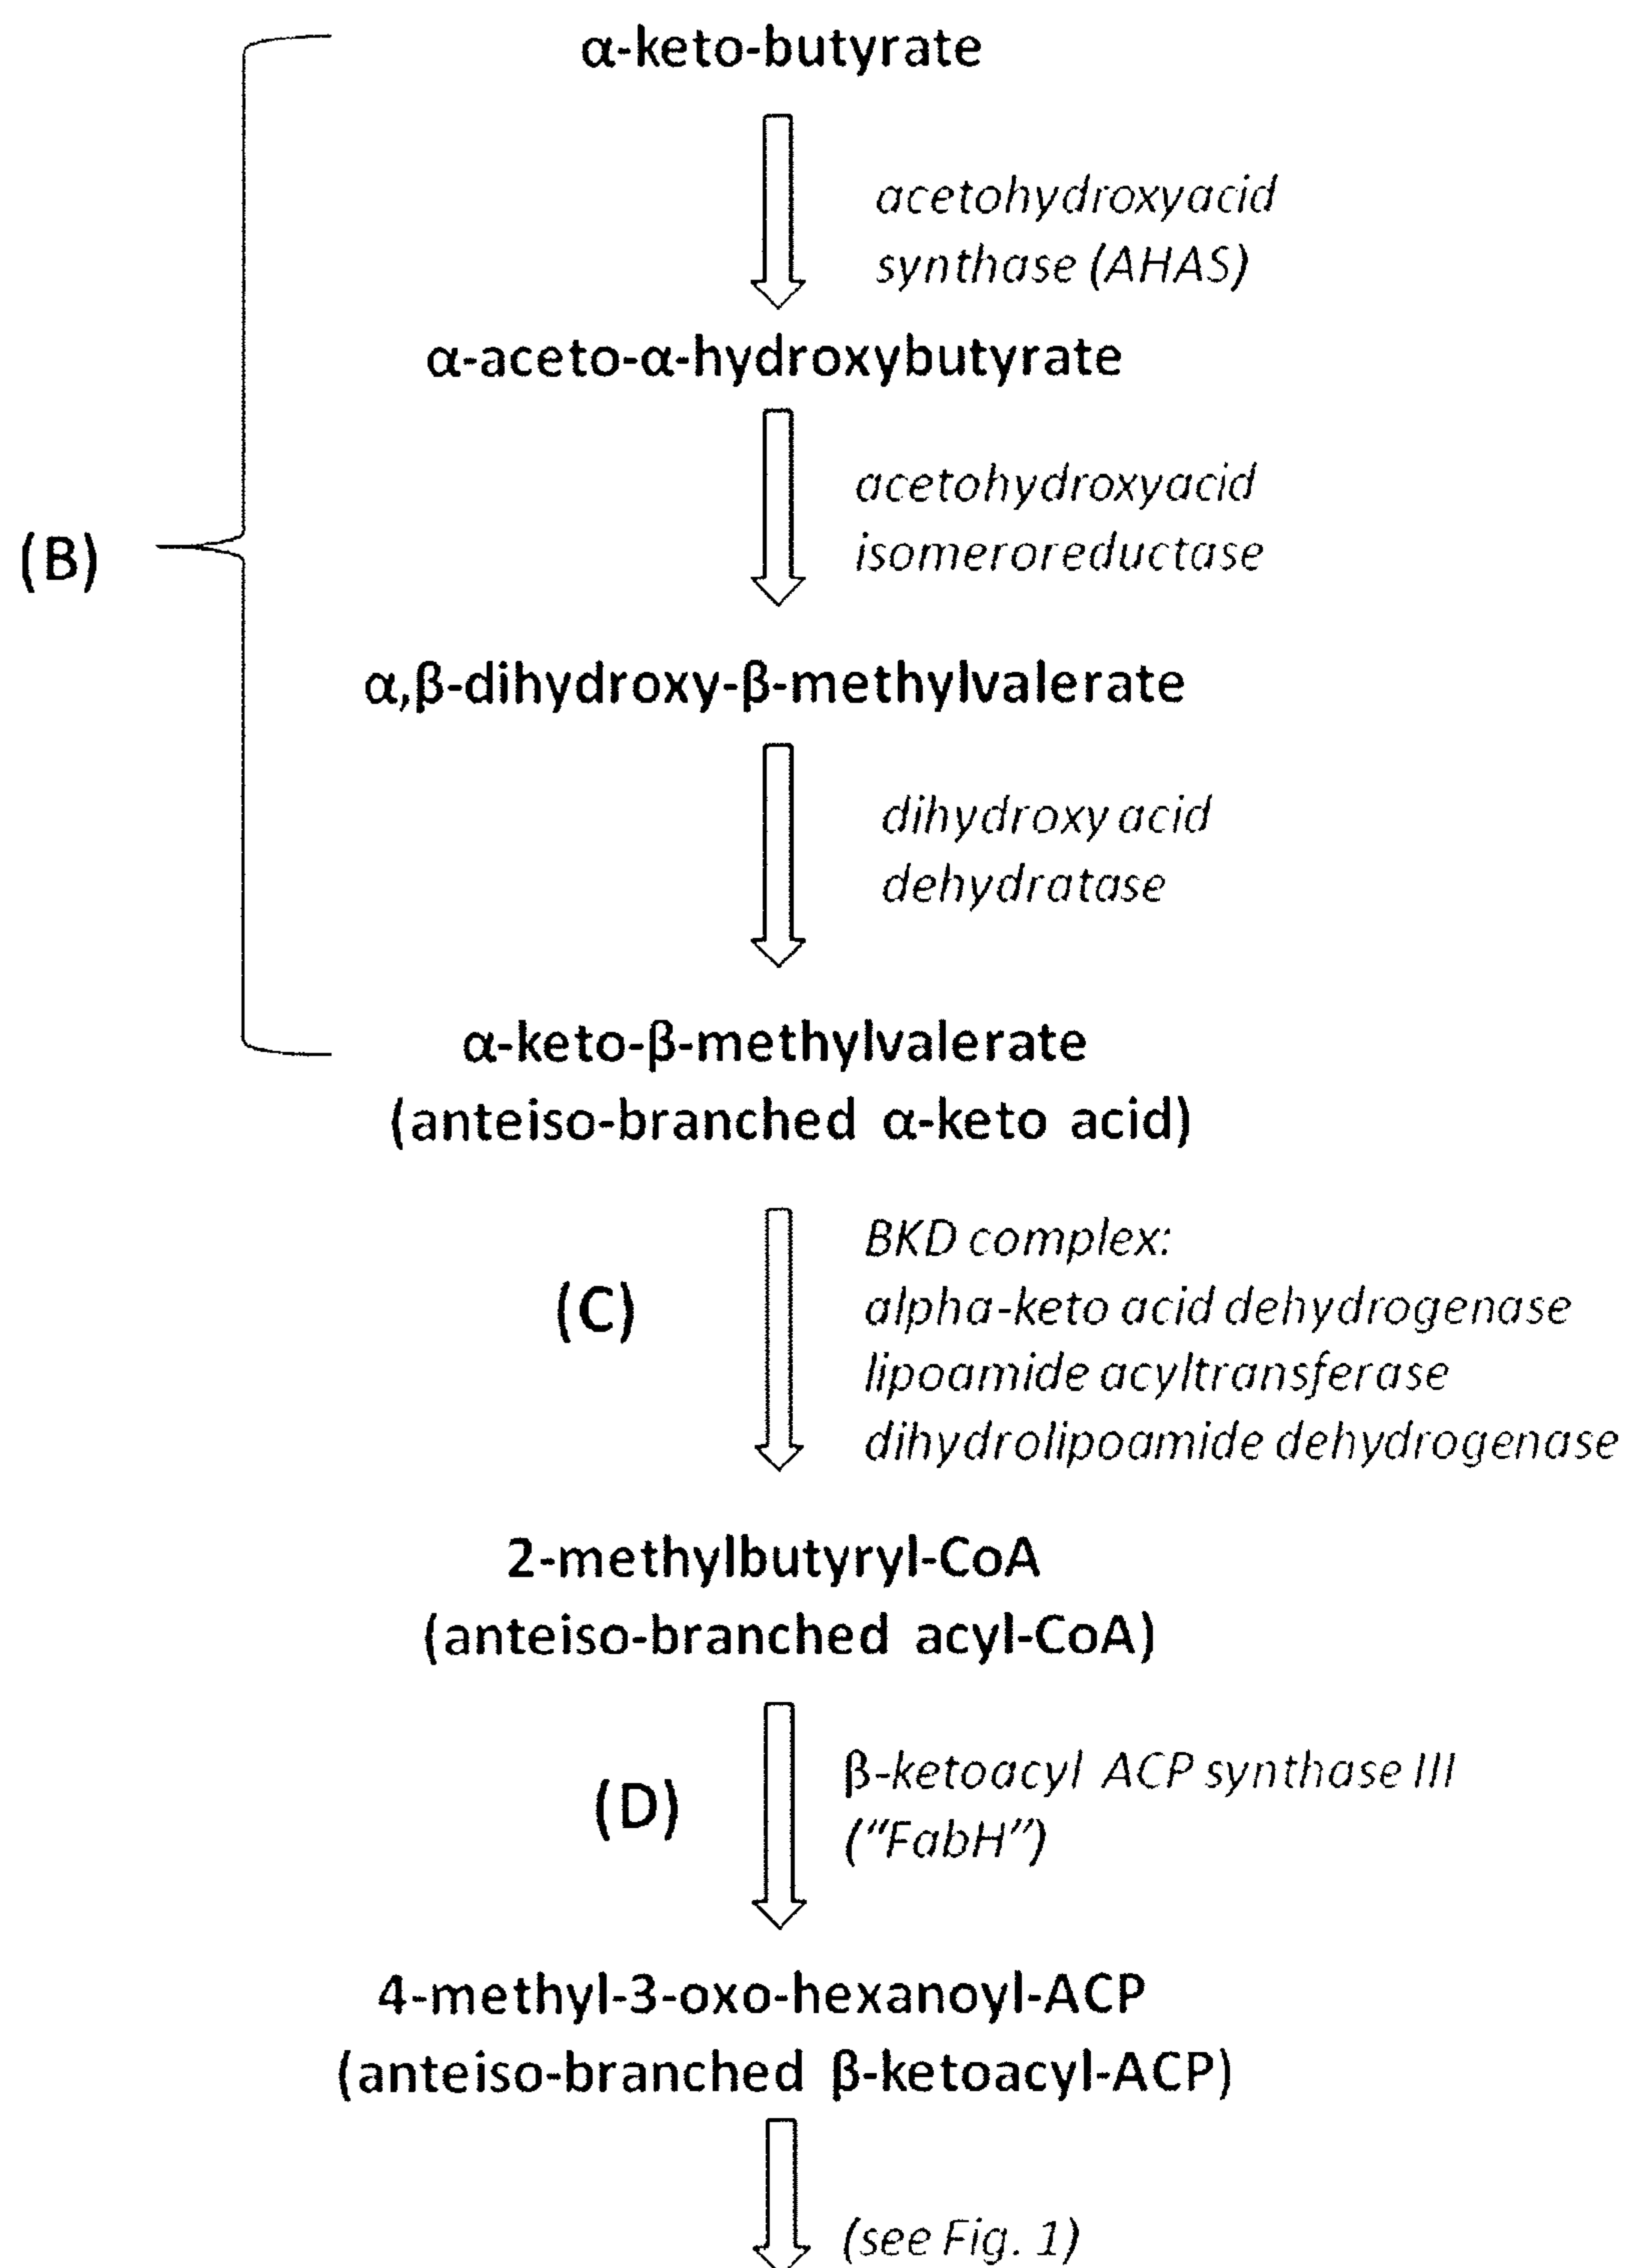 α-keto-butyrate
acetohydroxyacid
synthase (AHAS)
α-aceto-α-hydroxybutyrate
acetohydroxyacid
isomeroreductase
(B)
α,β-dihydroxy-β-methylvalerate
dihydroxy acid
dehydratase
α-keto-β-methylvalerate
(anteiso-branched α-keto acid)
BKD complex:
(C)
alpha-keto acid dehydrogenase
lipoamide acyltransferase
dihydrolipoamide dehydrogenase
2-methylbutyryl-CoA
(anteiso-branched acyl-CoA)
(D)
β-ketoacyl ACP synthase III
(“FabH”)
4-methyl-3-oxo-hexanoyl-ACP
(anteiso-branched β-ketoacyl-ACP)
(see Fig. 1)